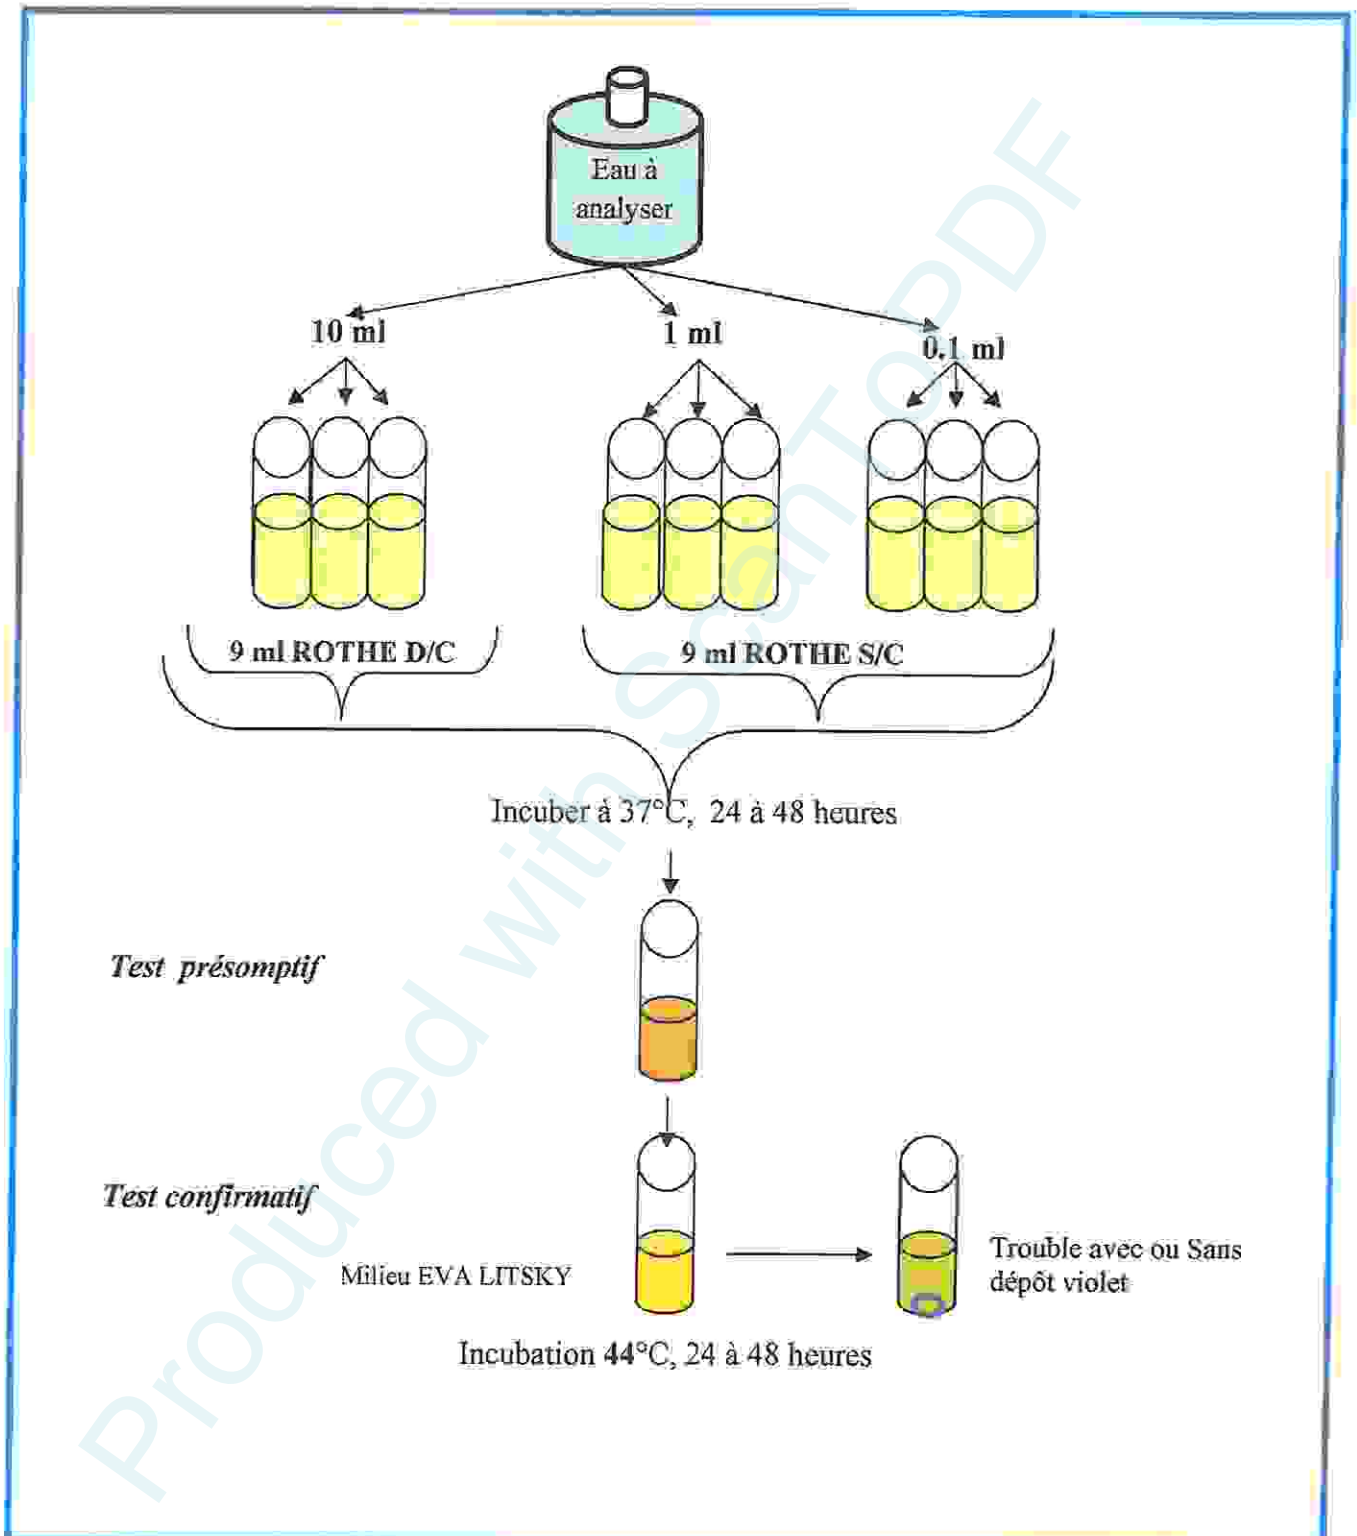 Eau à
analyser
10 ml
1 ml
0.1 ml
9 ml ROTHE D/C
9 ml ROTHE S/C
Incuber à 37°C, 24 à 48 heures
Test présomptif
Test confirmatif
Milieu EVA LITSKY
Trouble avec ou Sans
dépôt violet
Incubation 44°C, 24 à 48 heures
Produced with ScanToPDF